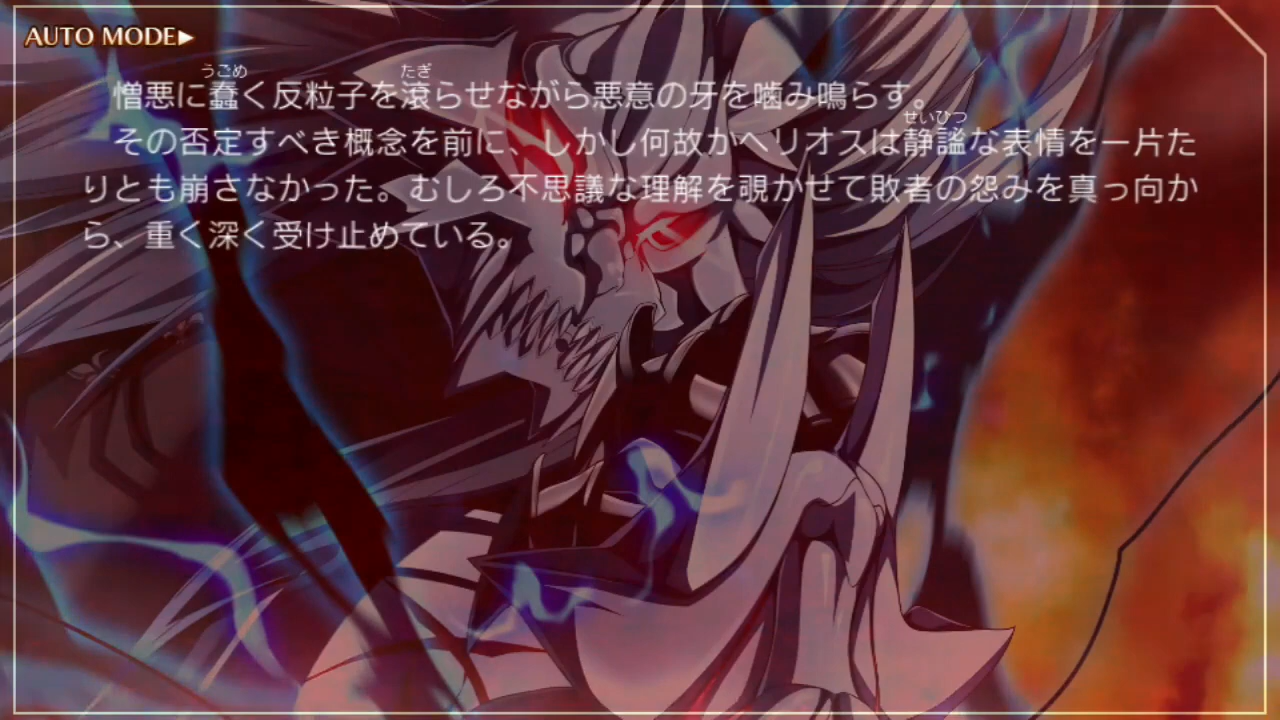 AUTO MODE▶
憎悪に蠢く反粒子を滾らせながら悪意の牙を噛み鳴らす。
その否定すべき概念を前に、しかし何故かヘリオスは静謐な表情を一片た
りとも崩さなかった。むしろ不思議な理解を覗かせて敗者の怨みを真っ向か
ら、重く深く受け止めている。
うごめ
たぎ
せいひつ